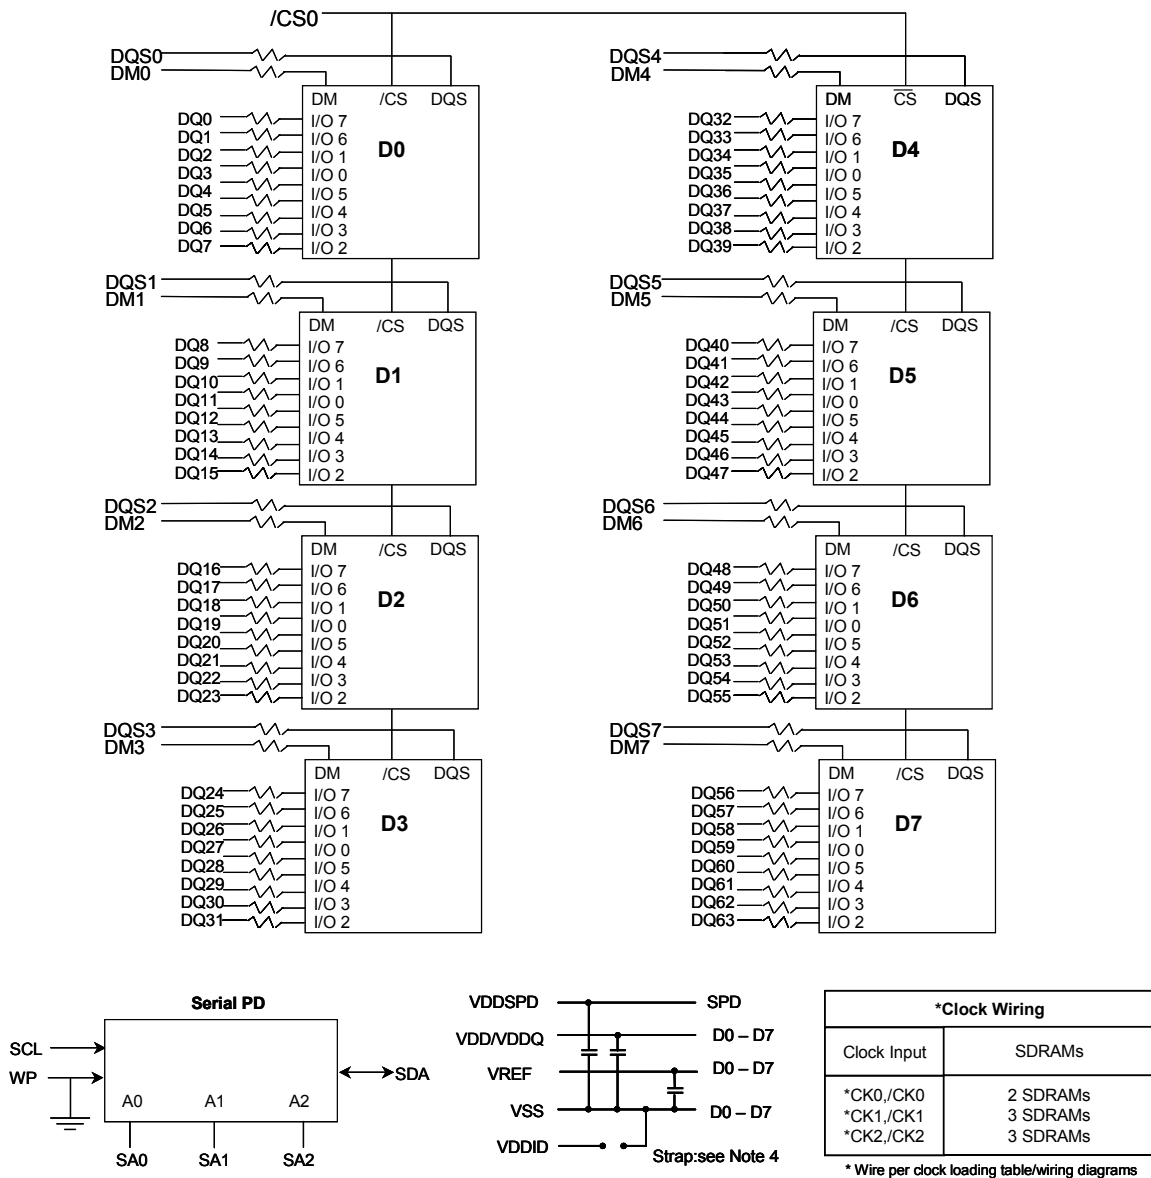 /CS0
DQS0
DM0
DM /CS DQS
D0
DQ0 I/O 7
DQ1 I/O 6
DQ2 I/O 1
DQ3 I/O 0
DQ4 I/O 5
DQ5 I/O 4
DQ6 I/O 3
DQ7 I/O 2
DQS4
DM4
DM CS DQS
D4
DQ32 I/O 7
DQ33 I/O 6
DQ34 I/O 1
DQ35 I/O 0
DQ36 I/O 5
DQ37 I/O 4
DQ38 I/O 3
DQ39 I/O 2
DQS1
DM1
DM /CS DQS
D1
DQ8 I/O 7
DQ9 I/O 6
DQ10 I/O 1
DQ11 I/O 0
DQ12 I/O 5
DQ13 I/O 4
DQ14 I/O 3
DQ15 I/O 2
DQS5
DM5
DM /CS DQS
D5
DQ40 I/O 7
DQ41 I/O 6
DQ42 I/O 1
DQ43 I/O 0
DQ44 I/O 5
DQ45 I/O 4
DQ46 I/O 3
DQ47 I/O 2
DQS2
DM2
DM /CS DQS
D2
DQ16 I/O 7
DQ17 I/O 6
DQ18 I/O 1
DQ19 I/O 0
DQ20 I/O 5
DQ21 I/O 4
DQ22 I/O 3
DQ23 I/O 2
DQS6
DM6
DM /CS DQS
D6
DQ48 I/O 7
DQ49 I/O 6
DQ50 I/O 1
DQ51 I/O 0
DQ52 I/O 5
DQ53 I/O 4
DQ54 I/O 3
DQ55 I/O 2
DQS3
DM3
DM /CS DQS
D3
DQ24 I/O 7
DQ25 I/O 6
DQ26 I/O 1
DQ27 I/O 0
DQ28 I/O 5
DQ29 I/O 4
DQ30 I/O 3
DQ31 I/O 2
DQS7
DM7
DM /CS DQS
D7
DQ56 I/O 7
DQ57 I/O 6
DQ58 I/O 1
DQ59 I/O 0
DQ60 I/O 5
DQ61 I/O 4
DQ62 I/O 3
DQ63 I/O 2
Serial PD
SCL
WP
SDA
A0 A1 A2
SA0 SA1 SA2
VDDSPD SPD
VDD/VDDQ D0 – D7
VREF D0 – D7
VSS D0 – D7
VDDID
Strap:see Note 4
*Clock Wiring
Clock Input SDRAMs
*CK0,/CK0 2 SDRAMs
*CK1,/CK1 3 SDRAMs
*CK2,/CK2 3 SDRAMs
* Wire per clock loading table/wiring diagrams